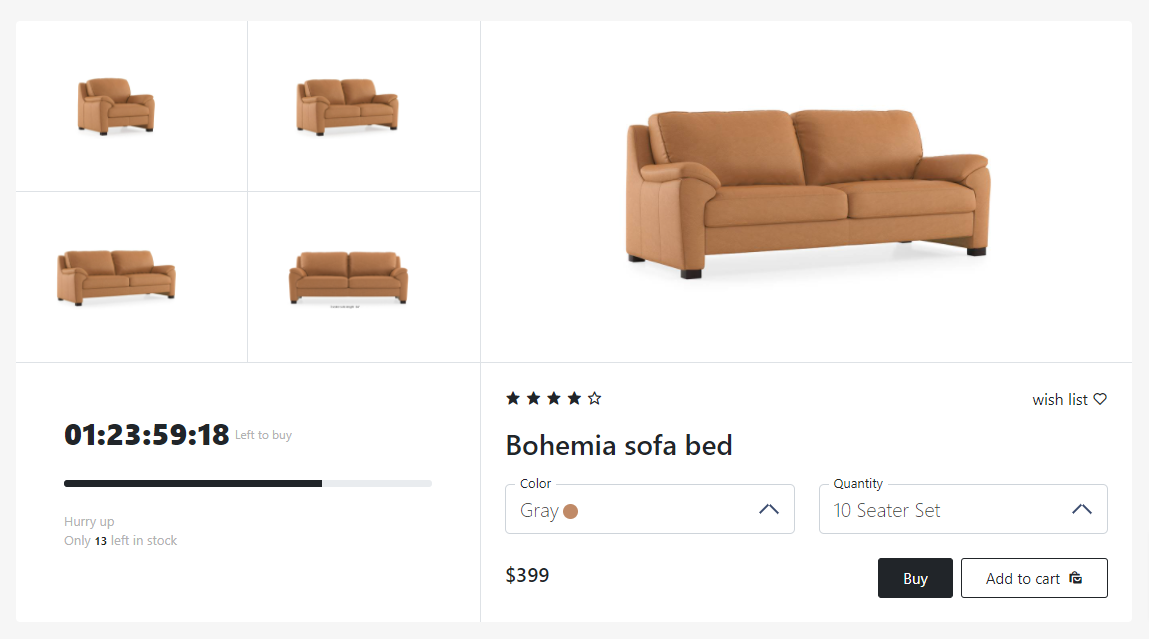 01:23:59:18 Left to buy
Hurry up
Only 13 left in stock
wish list
Bohemia sofa bed
Color
Gray
Quantity
10 Seater Set
$399
Buy
Add to cart